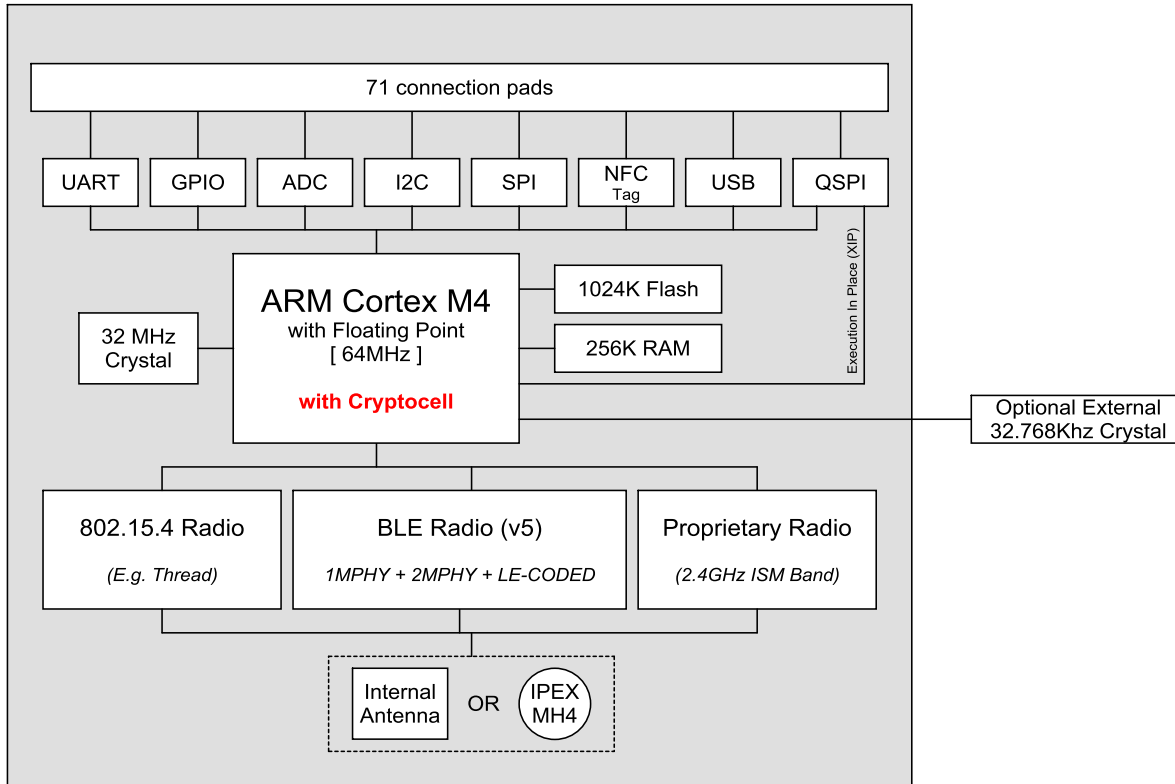 71 connection pads
UART
GPIO
ADC
I2C
SPI
NFC
Tag
USB
QSPI
Execution In Place (XIP)
ARM Cortex M4
with Floating Point
[ 64MHz ]
with Cryptocell
1024K Flash
256K RAM
32 MHz
Crystal
Optional External
32.768Khz Crystal
802.15.4 Radio
(E.g. Thread)
BLE Radio (v5)
1MPHY + 2MPHY + LE-CODED
Proprietary Radio
(2.4GHz ISM Band)
Internal
Antenna
OR
IPEX
MH4